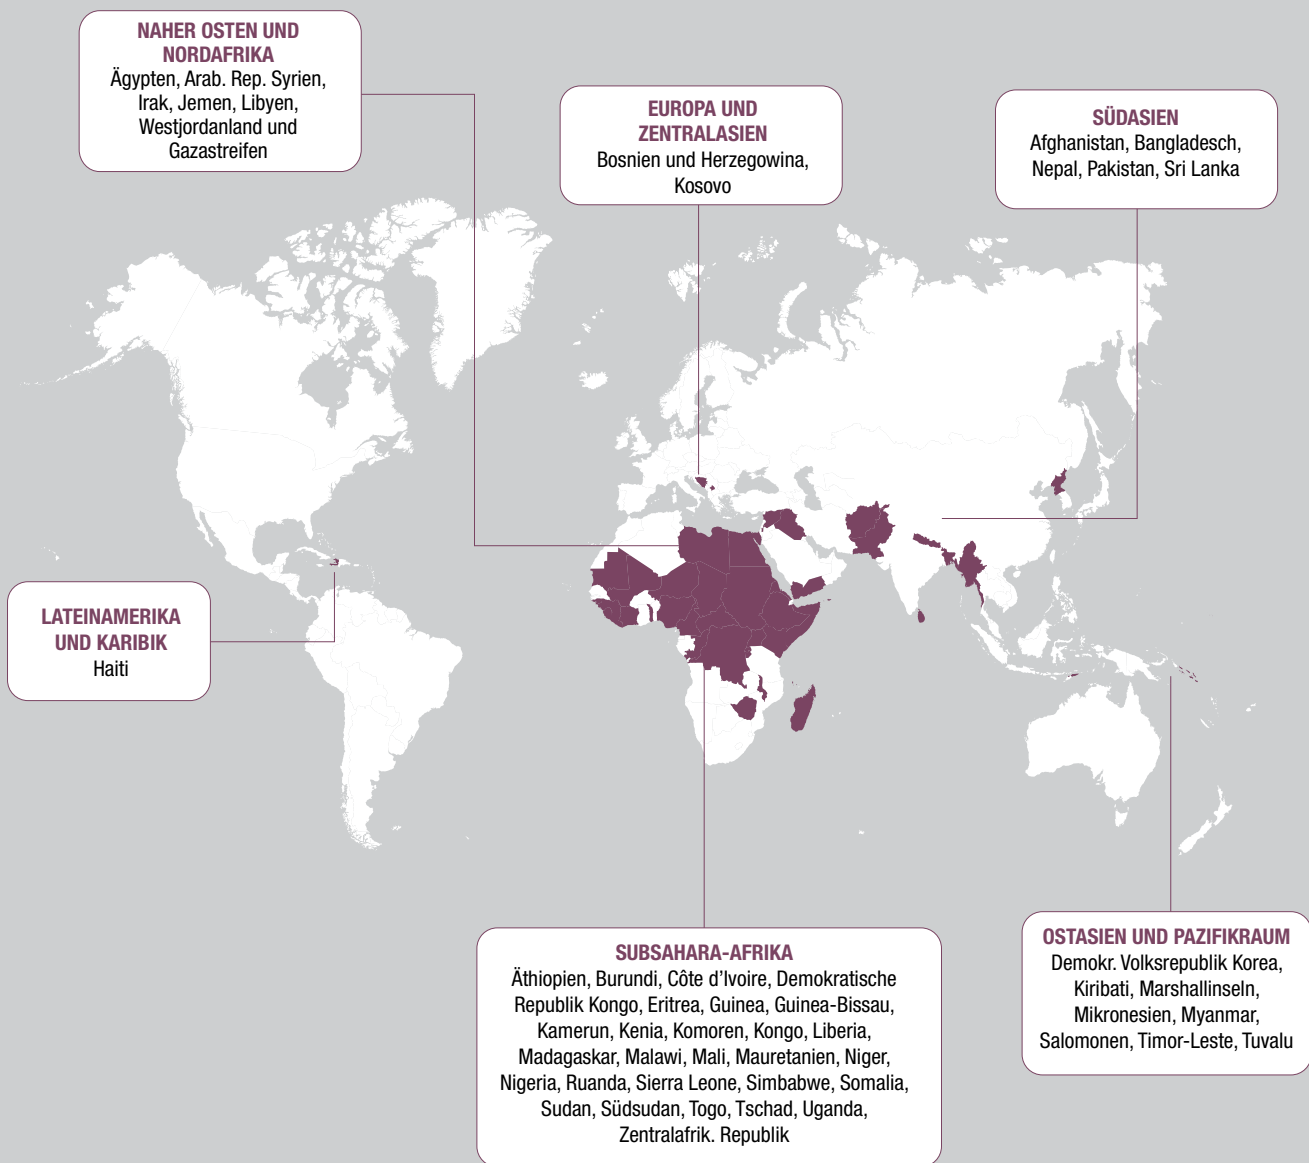 NAHER OSTEN UND
NORDAFRIKA
Ägypten, Arab. Rep. Syrien,
Irak, Jemen, Libyen,
Westjordanland und
Gazastreifen
EUROPA UND
ZENTRALASIEN
Bosnien und Herzegowina,
Kosovo
SÜDASIEN
Afghanistan, Bangladesch,
Nepal, Pakistan, Sri Lanka
LATEINAMERIKA
UND KARIBIK
Haiti
SUBSAHARA-AFRIKA
Äthiopien, Burundi, Côte d’Ivoire, Demokratische
Republik Kongo, Eritrea, Guinea, Guinea-Bissau,
Kamerun, Kenia, Komoren, Kongo, Liberia,
Madagaskar, Malawi, Mali, Mauretanien, Niger,
Nigeria, Ruanda, Sierra Leone, Simbabwe, Somalia,
Sudan, Südsudan, Togo, Tschad, Uganda,
Zentralafrik. Republik
OSTASIEN UND PAZIFIKRAUM
Demokr. Volksrepublik Korea,
Kiribati, Marshallinseln,
Mikronesien, Myanmar,
Salomonen, Timor-Leste, Tuvalu